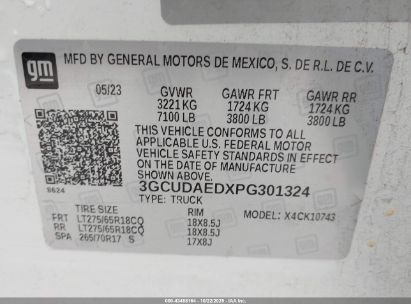 gm
MFD BY GENERAL MOTORS DE MEXICO, S. DE R.L. DE C.V.
05/23 GVWR GAWR FRT GAWR RR
3221 KG 1724 KG 1724 KG
7100 LB 3800 LB 3800 LB
THIS VEHICLE CONFORMS TO ALL
APPLICABLE U.S. FEDERAL MOTOR
VEHICLE SAFETY STANDARDS IN EFFECT
ON THE DATE OF MANUFACTURE
SHOWN ABOVE.
8624
3GCUDAEDXPG301324
TYPE: TRUCK
TIRE SIZE RIM MODEL: X4CK10743
FRT LT275/65R18CQ 18X8.5J
RR LT275/65R18CQ 18X8.5J
SPA 265/70R17 S 17X8J